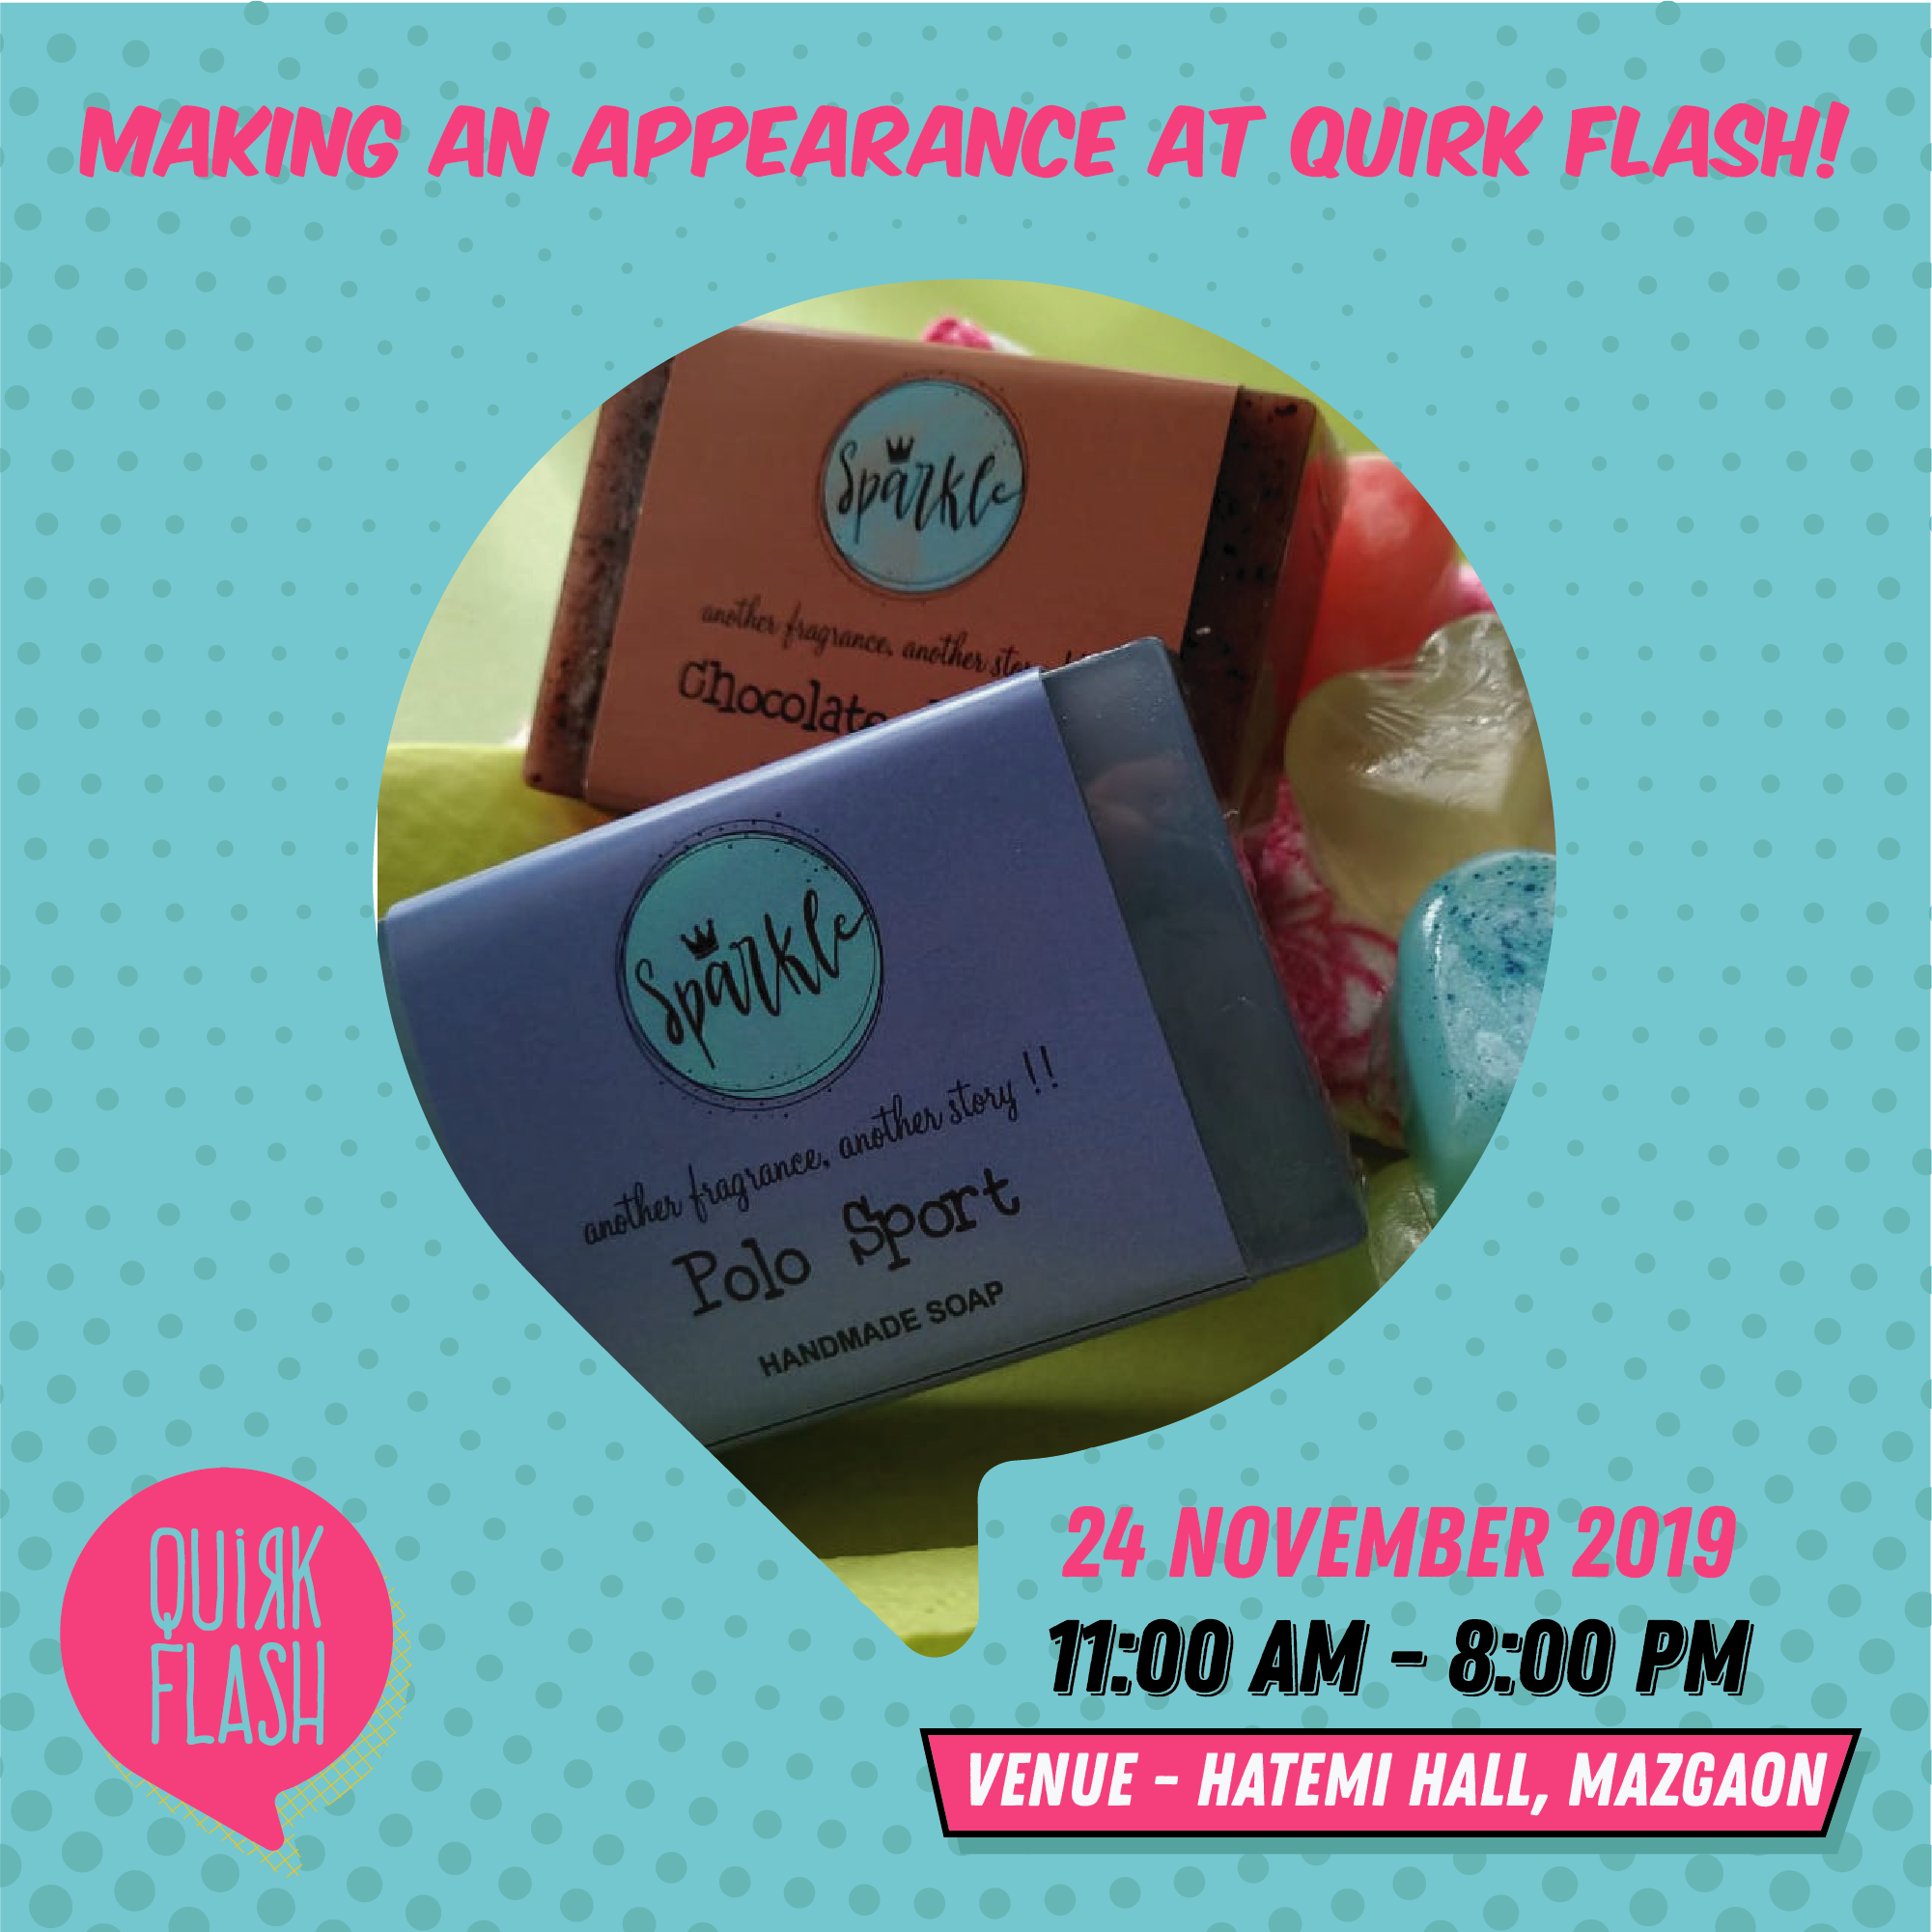 MAKING AN APPEARANCE AT QUIRK FLASH!
Sparkle
another fragrance, another
Chocolate
Sparkle
another fragrance, another story !!
Polo Sport
HANDMADE SOAP
QUIRK
FLASH
24 NOVEMBER 2019
11:00 AM - 8:00 PM
VENUE - HATEMI HALL, MAZGAON